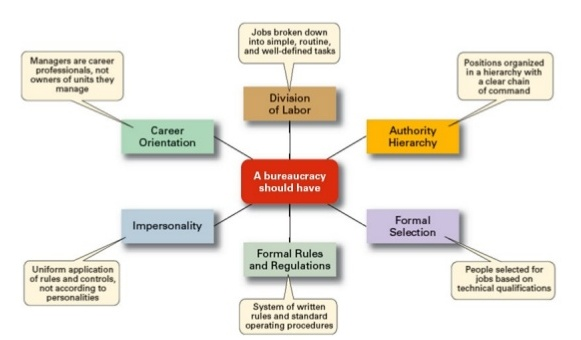 Jobs broken down
into simple, routine,
and well-defined tasks
Managers are career
professionals, not
owners of units they
manage
Positions organized
in a hierarchy with
a clear chain
of command
Division
of Labor
Career
Orientation
Authority
Hierarchy
A bureaucracy
should have
Impersonality
Formal
Selection
Formal Rules
and Regulations
Uniform application
of rules and controls,
not according to
personalities
People selected for
jobs based on
technical qualifications
System of written
rules and standard
operating procedures